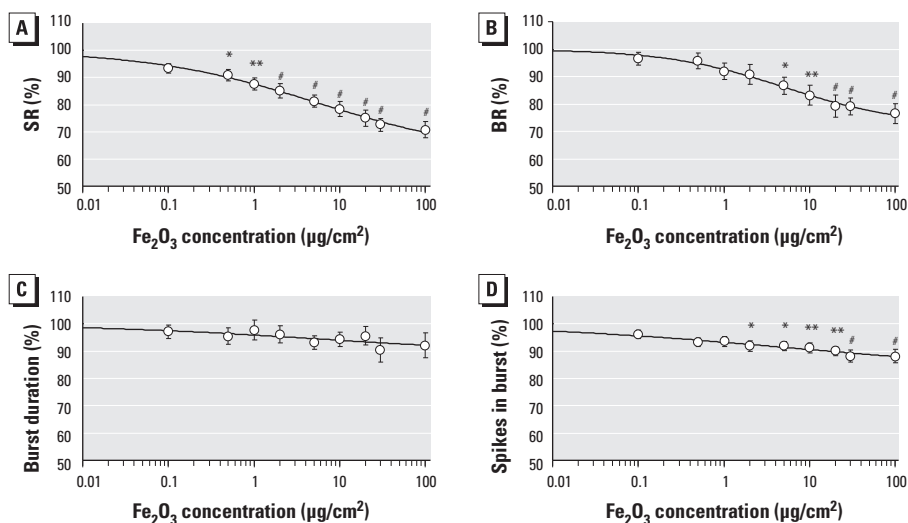 A
110
100
90
80
70
60
50
SR (%)
* ** # # # # # #
0.01 0.1 1 10 100
Fe₂O₃ concentration (µg/cm²)
B
110
100
90
80
70
60
50
BR (%)
* ** # # #
0.01 0.1 1 10 100
Fe₂O₃ concentration (µg/cm²)
C
110
100
90
80
70
60
50
Burst duration (%)
0.01 0.1 1 10 100
Fe₂O₃ concentration (µg/cm²)
D
110
100
90
80
70
60
50
Spikes in burst (%)
* * ** ** # #
0.01 0.1 1 10 100
Fe₂O₃ concentration (µg/cm²)